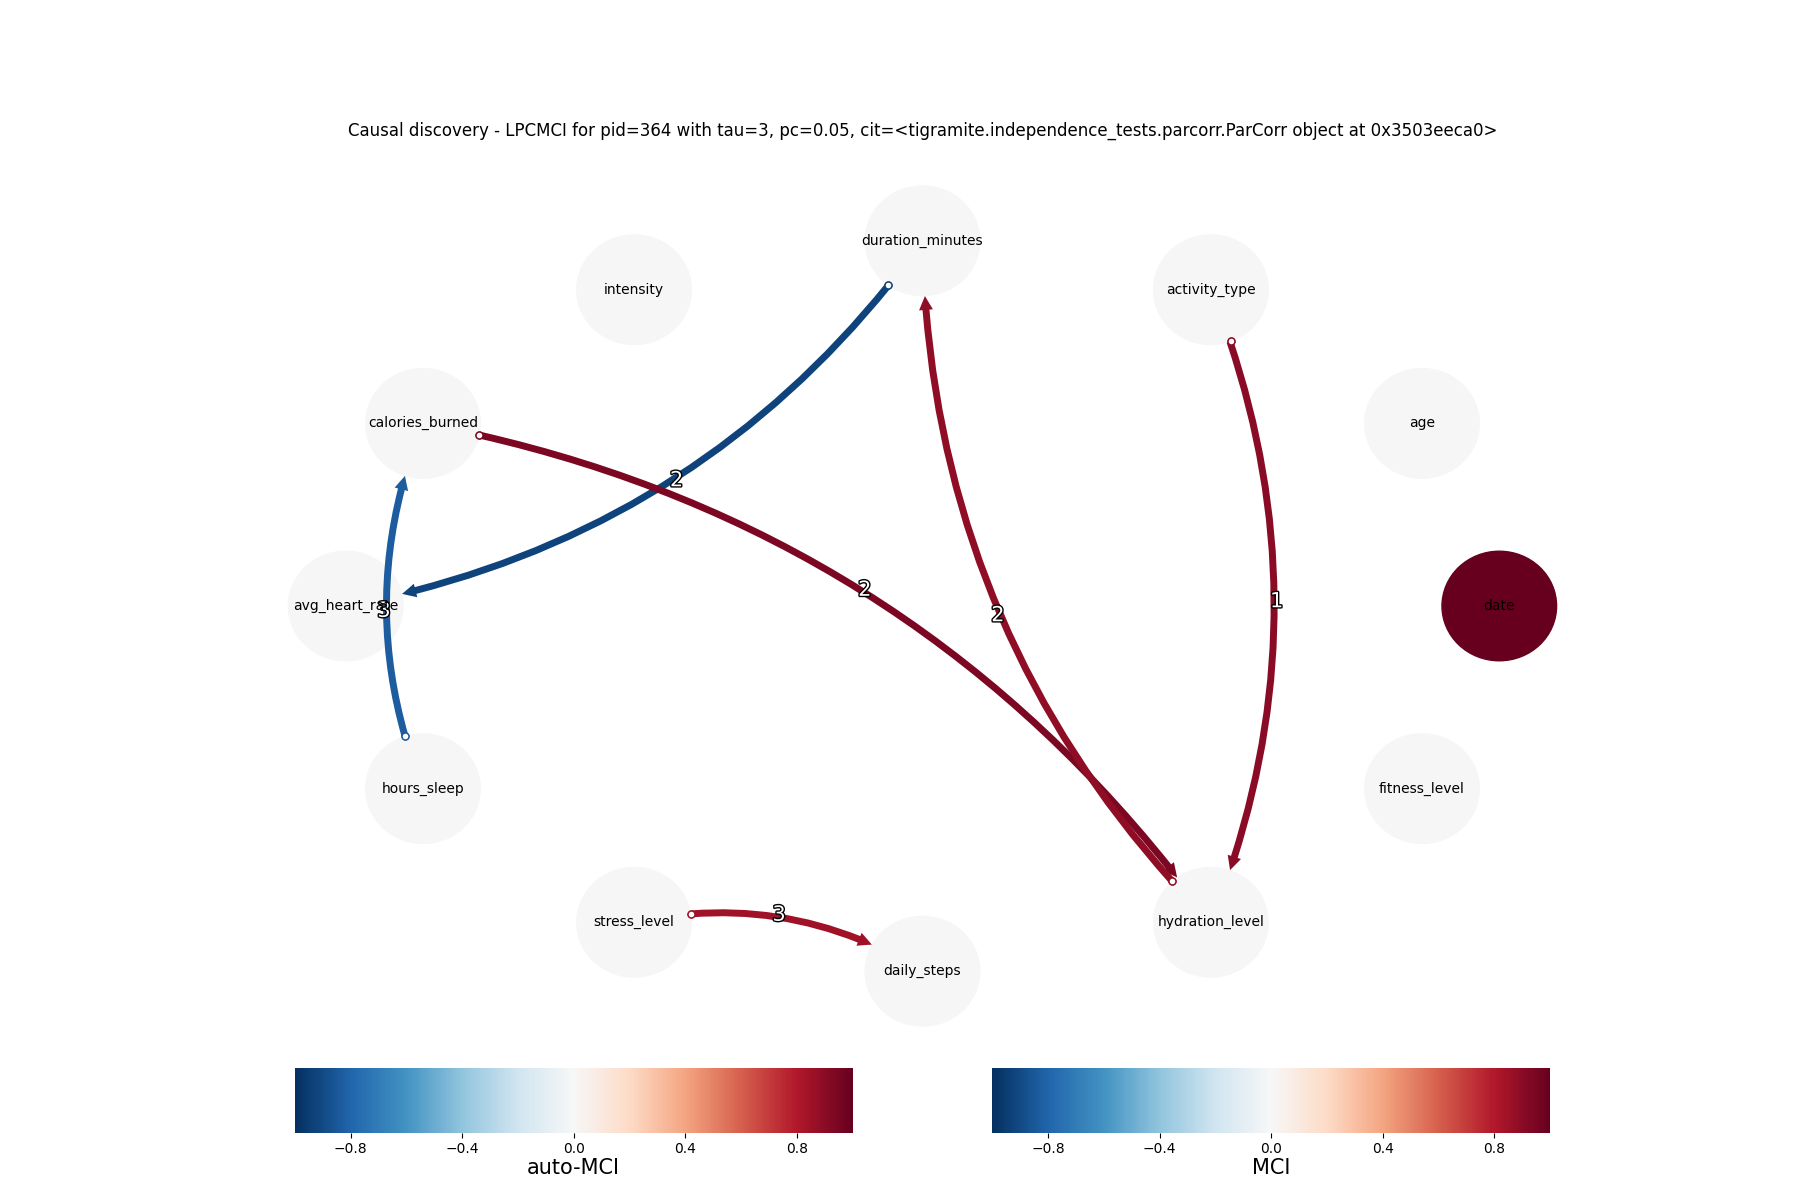 Causal discovery - LPCMCI for pid=364 with tau=3, pc=0.05, cit=<tigramite.independence_tests.parcorr.ParCorr object at 0x3503eeca0>
duration_minutes
intensity
activity_type
calories_burned
age
2
2
2
1
avg_heart_rate
3
date
hours_sleep
fitness_level
stress_level
3
hydration_level
daily_steps
−0.8 −0.4 0.0 0.4 0.8
auto-MCI
−0.8 −0.4 0.0 0.4 0.8
MCI